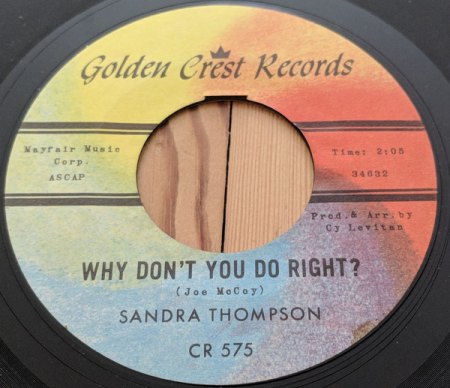 Golden Crest Records
Mayfair Music
Corp.
ASCAP
Time: 2:05
34632
Prod.& Arr.by
Cy Levitan
WHY DON'T YOU DO RIGHT?
(Joe McCoy)
SANDRA THOMPSON
CR 575